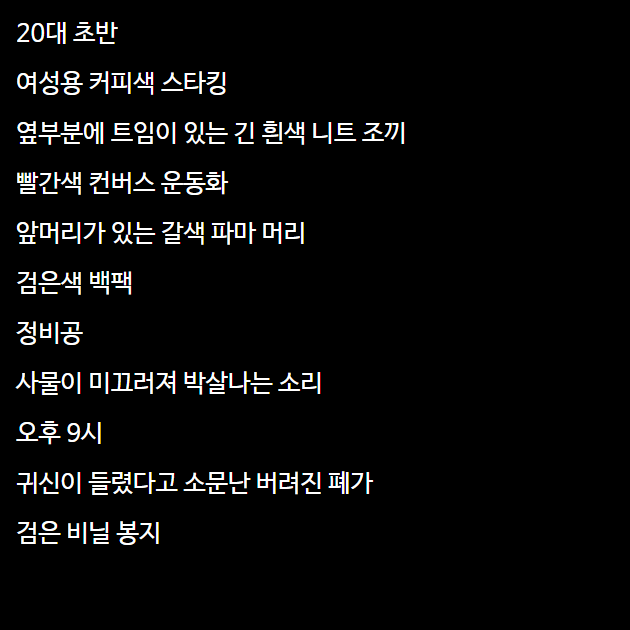 20대 초반
여성용 커피색 스타킹
옆부분에 트임이 있는 긴 흰색 니트 조끼
빨간색 컨버스 운동화
앞머리가 있는 갈색 파마 머리
검은색 백팩
정비공
사물이 미끄러져 박살나는 소리
오후 9시
귀신이 들렸다고 소문난 버려진 폐가
검은 비닐 봉지